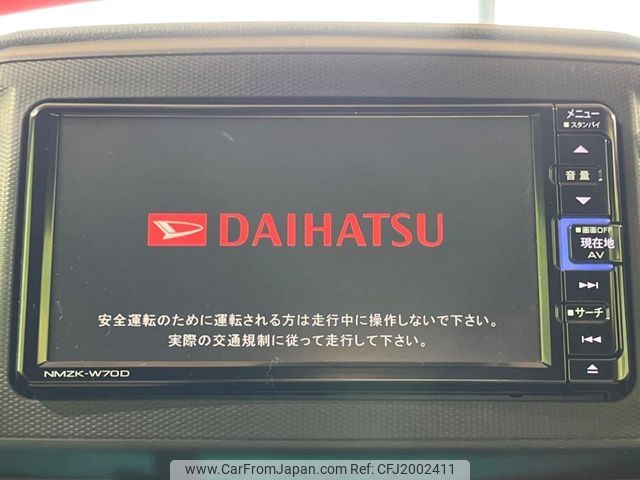 メニュー
■スタンバイ
音量
■画面OFF
現在地
AV
■サーチ
DAIHATSU
安全運転のために運転される方は走行中に操作しないで下さい。
実際の交通規制に従って走行して下さい。
NMZK-W70D
www.CarFromJapan.com | Photo ref: CFJ2002411